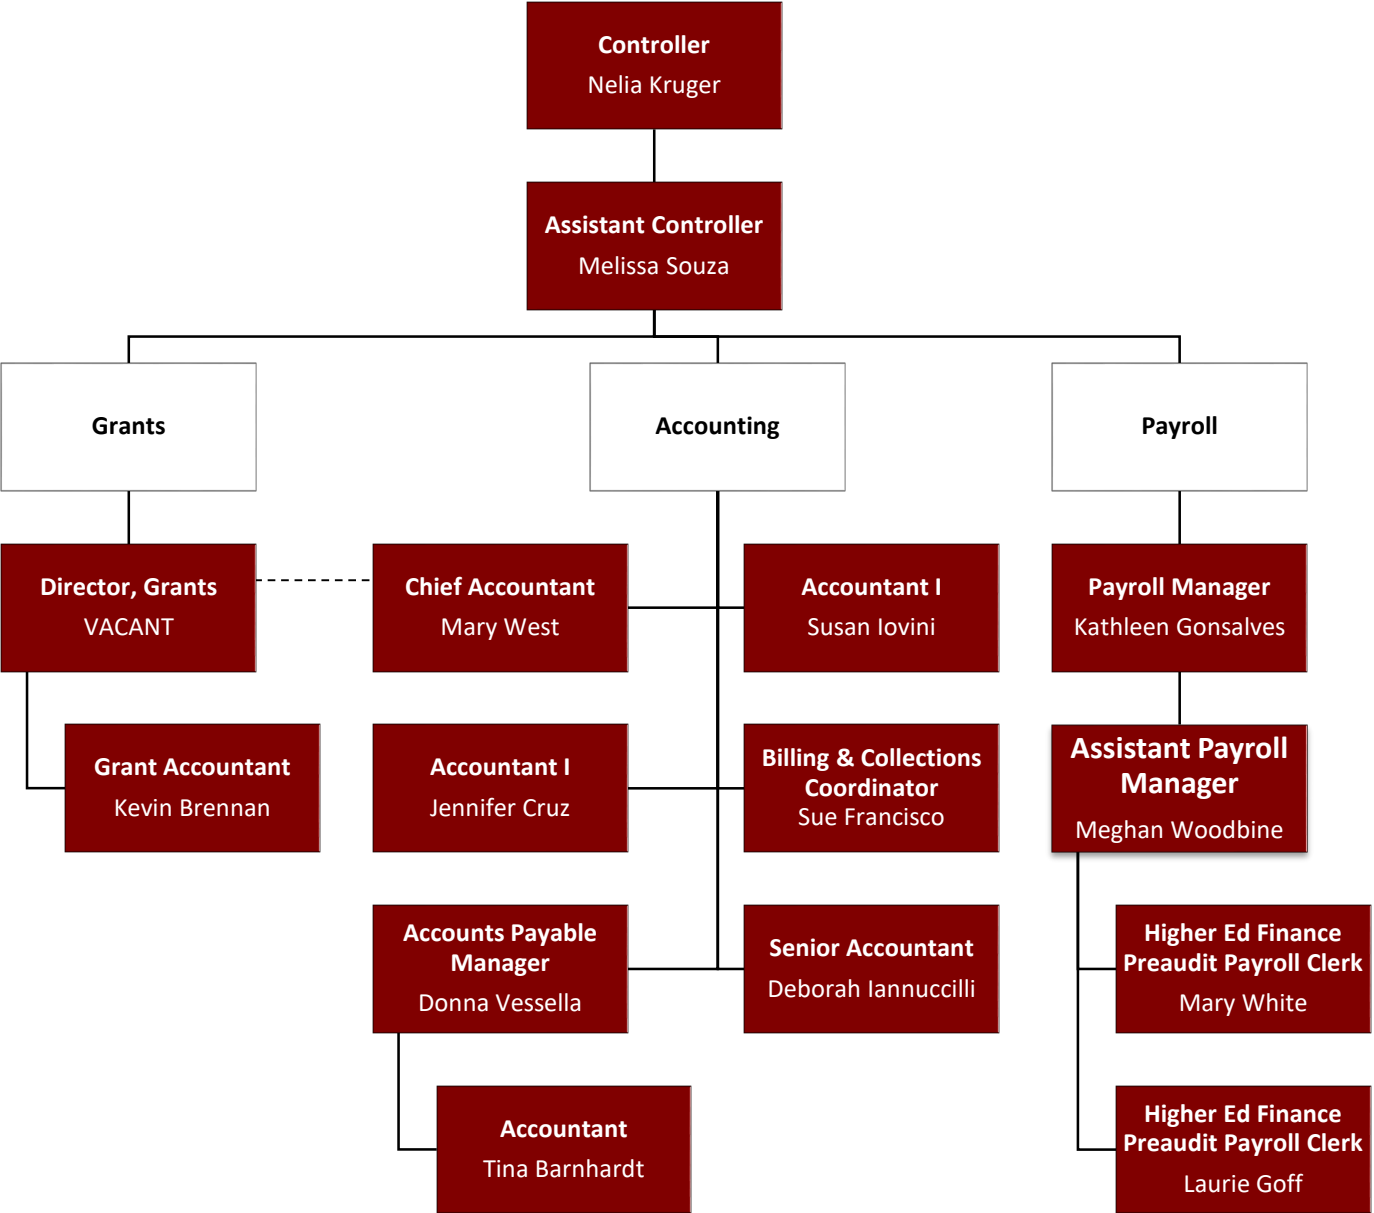 Controller
Nelia Kruger
Assistant Controller
Melissa Souza
Grants
Accounting
Payroll
Director, Grants
VACANT
Chief Accountant
Mary West
Accountant I
Susan Iovini
Payroll Manager
Kathleen Gonsalves
Grant Accountant
Kevin Brennan
Accountant I
Jennifer Cruz
Billing & Collections
Coordinator
Sue Francisco
Assistant Payroll
Manager
Meghan Woodbine
Accounts Payable
Manager
Donna Vessella
Senior Accountant
Deborah Iannuccilli
Higher Ed Finance
Preaudit Payroll Clerk
Mary White
Accountant
Tina Barnhardt
Higher Ed Finance
Preaudit Payroll Clerk
Laurie Goff